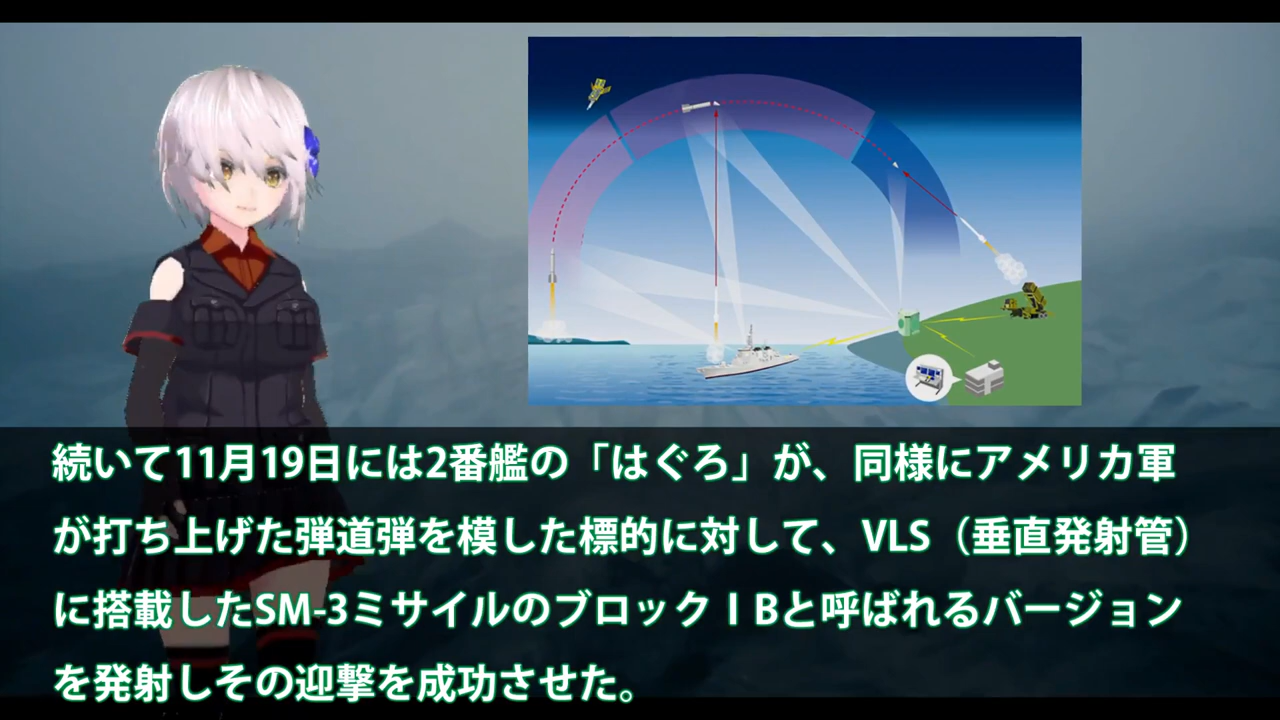 続いて11月19日には2番艦の「はぐろ」が、同様にアメリカ軍
が打ち上げた弾道弾を模した標的に対して、VLS（垂直発射管）
に搭載したSM-3ミサイルのブロックⅠBと呼ばれるバージョン
を発射しその迎撃を成功させた。